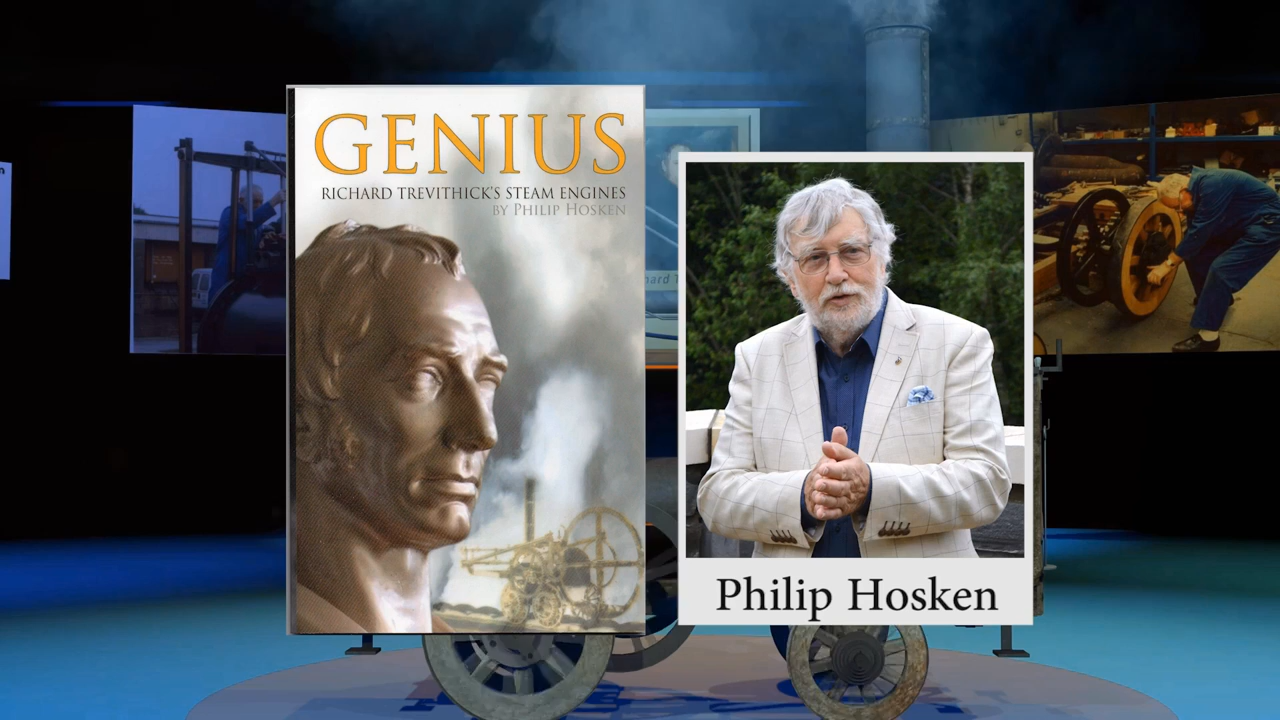 GENIUS
RICHARD TREVITHICK'S STEAM ENGINES
BY PHILIP HOSKEN
Philip Hosken